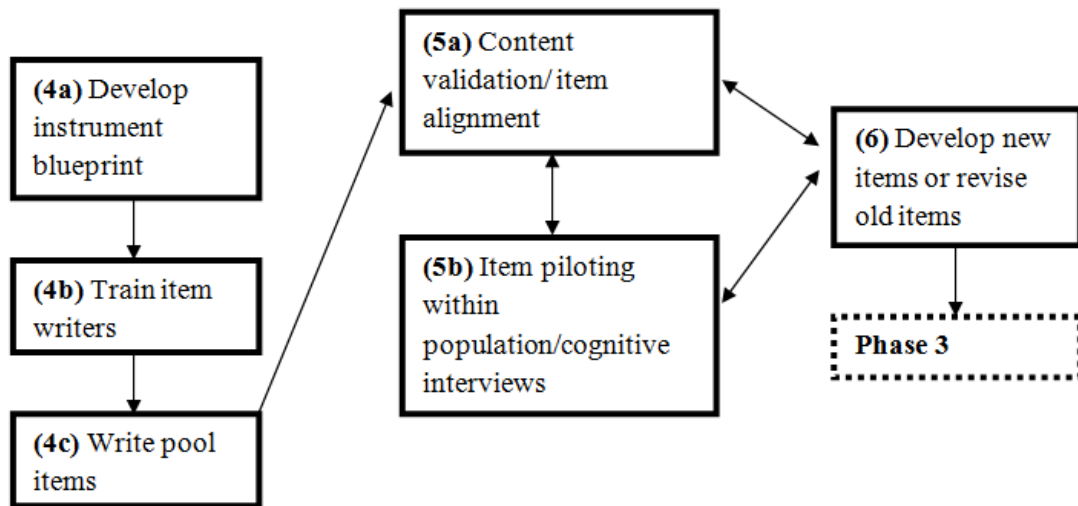 (4a) Develop
instrument
blueprint
(4b) Train item
writers
(4c) Write pool
items
(5a) Content
validation/ item
alignment
(5b) Item piloting
within
population/cognitive
interviews
(6) Develop new
items or revise
old items
Phase 3